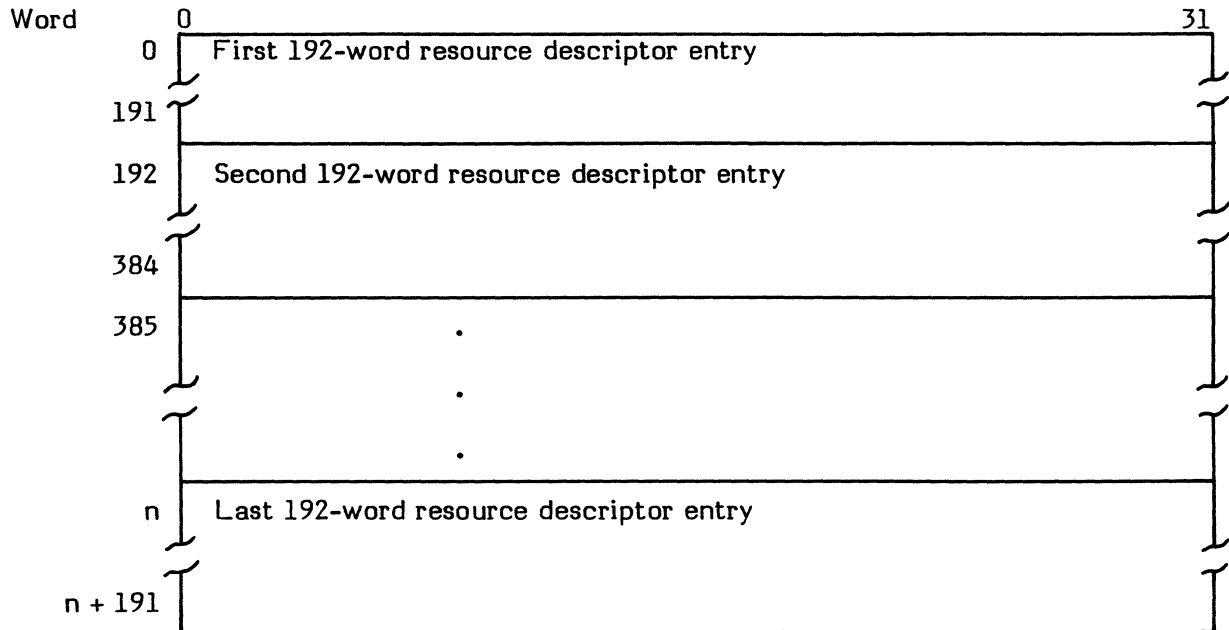 Word 0 31
0 First 192-word resource descriptor entry
191
192 Second 192-word resource descriptor entry
384
385 .
.
.
n Last 192-word resource descriptor entry
n + 191